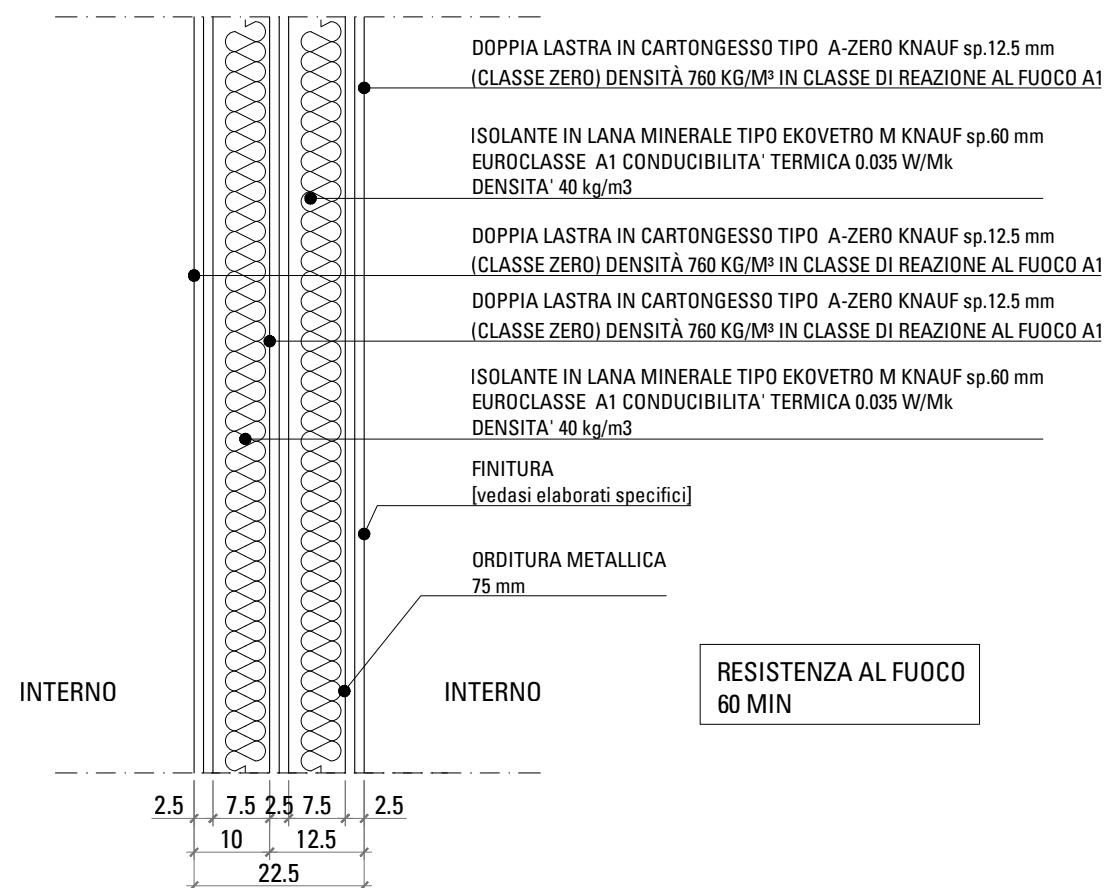 DOPPIA LASTRA IN CARTONGESSO TIPO A-ZERO KNAUF sp.12.5 mm
(CLASSE ZERO) DENSITÀ 760 KG/M³ IN CLASSE DI REAZIONE AL FUOCO A1
ISOLANTE IN LANA MINERALE TIPO EKOVETRO M KNAUF sp.60 mm
EUROCLASSE A1 CONDUCIBILITA' TERMICA 0.035 W/Mk
DENSITA' 40 kg/m3
DOPPIA LASTRA IN CARTONGESSO TIPO A-ZERO KNAUF sp.12.5 mm
(CLASSE ZERO) DENSITÀ 760 KG/M³ IN CLASSE DI REAZIONE AL FUOCO A1
DOPPIA LASTRA IN CARTONGESSO TIPO A-ZERO KNAUF sp.12.5 mm
(CLASSE ZERO) DENSITÀ 760 KG/M³ IN CLASSE DI REAZIONE AL FUOCO A1
ISOLANTE IN LANA MINERALE TIPO EKOVETRO M KNAUF sp.60 mm
EUROCLASSE A1 CONDUCIBILITA' TERMICA 0.035 W/Mk
DENSITA' 40 kg/m3
FINITURA
[vedasi elaborati specifici]
ORDITURA METALLICA
75 mm
INTERNO
INTERNO
RESISTENZA AL FUOCO
60 MIN
2.5 7.5 2.5 7.5 2.5
10 12.5
22.5